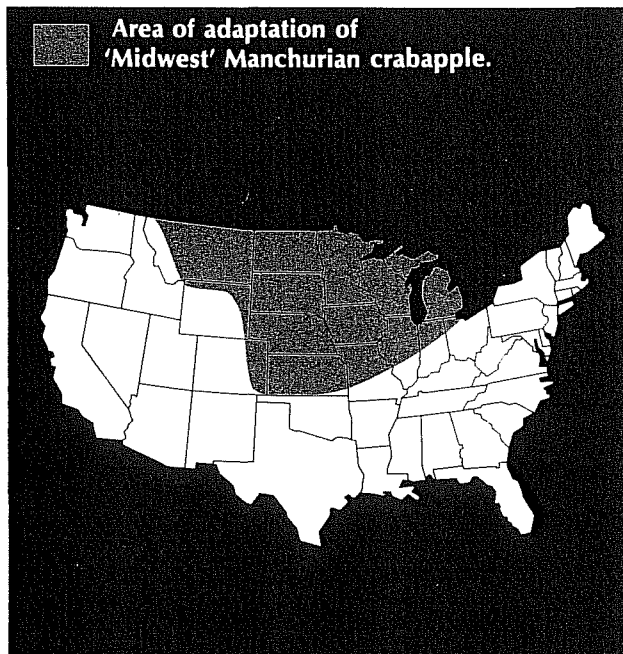 Area of adaptation of
‘Midwest’ Manchurian crabapple.